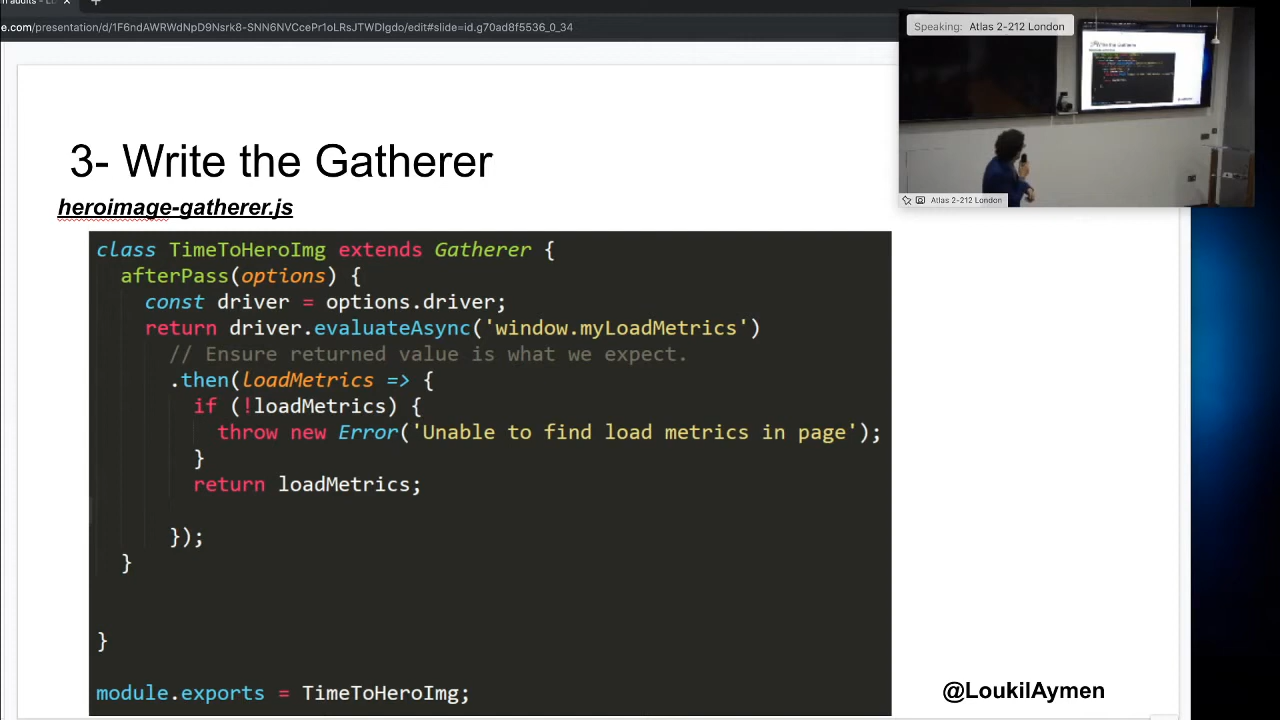 n audits - Li
e.com/presentation/d/1F6ndAWRWdNpD9Nsrk8-SNN6NVCcePr1oLRsJTWDlgdo/edit#slide=id.g70ad8f5536_0_34
Speaking: Atlas 2-212 London
Atlas 2-212 London
3- Write the Gatherer
heroimage-gatherer.js
class TimeToHeroImg extends Gatherer {
afterPass(options) {
const driver = options.driver;
return driver.evaluateAsync('window.myLoadMetrics')
// Ensure returned value is what we expect.
.then(loadMetrics => {
if (!loadMetrics) {
throw new Error('Unable to find load metrics in page');
}
return loadMetrics;
});
}
}
module.exports = TimeToHeroImg;
@LoukilAymen